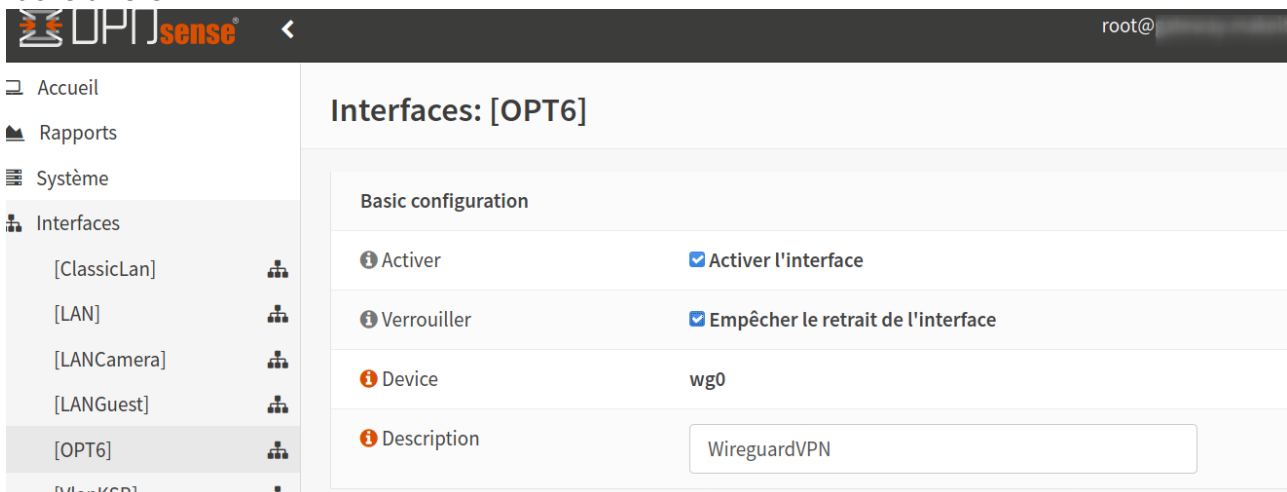 OPNsense®
root@
Accueil
Rapports
Système
Interfaces
[ClassicLan]
[LAN]
[LANCamera]
[LANGuest]
[OPT6]
Interfaces: [OPT6]
Basic configuration
Activer
Activer l'interface
Verrouiller
Empêcher le retrait de l'interface
Device
wg0
Description
WireguardVPN